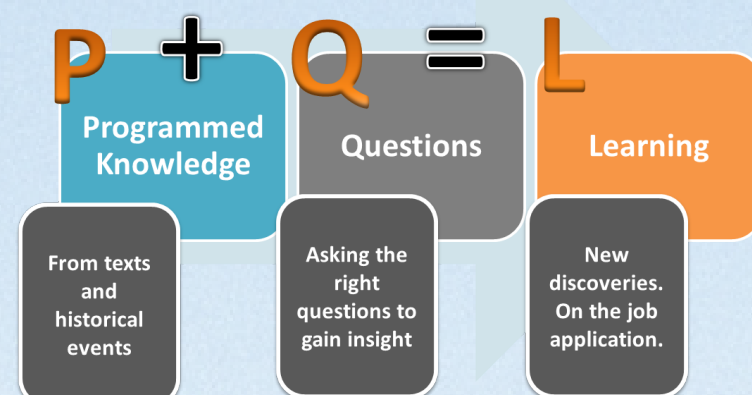 P + Q = L
Programmed
Knowledge
Questions
Learning
From texts
and
historical
events
Asking the
right
questions to
gain insight
New
discoveries.
On the job
application.